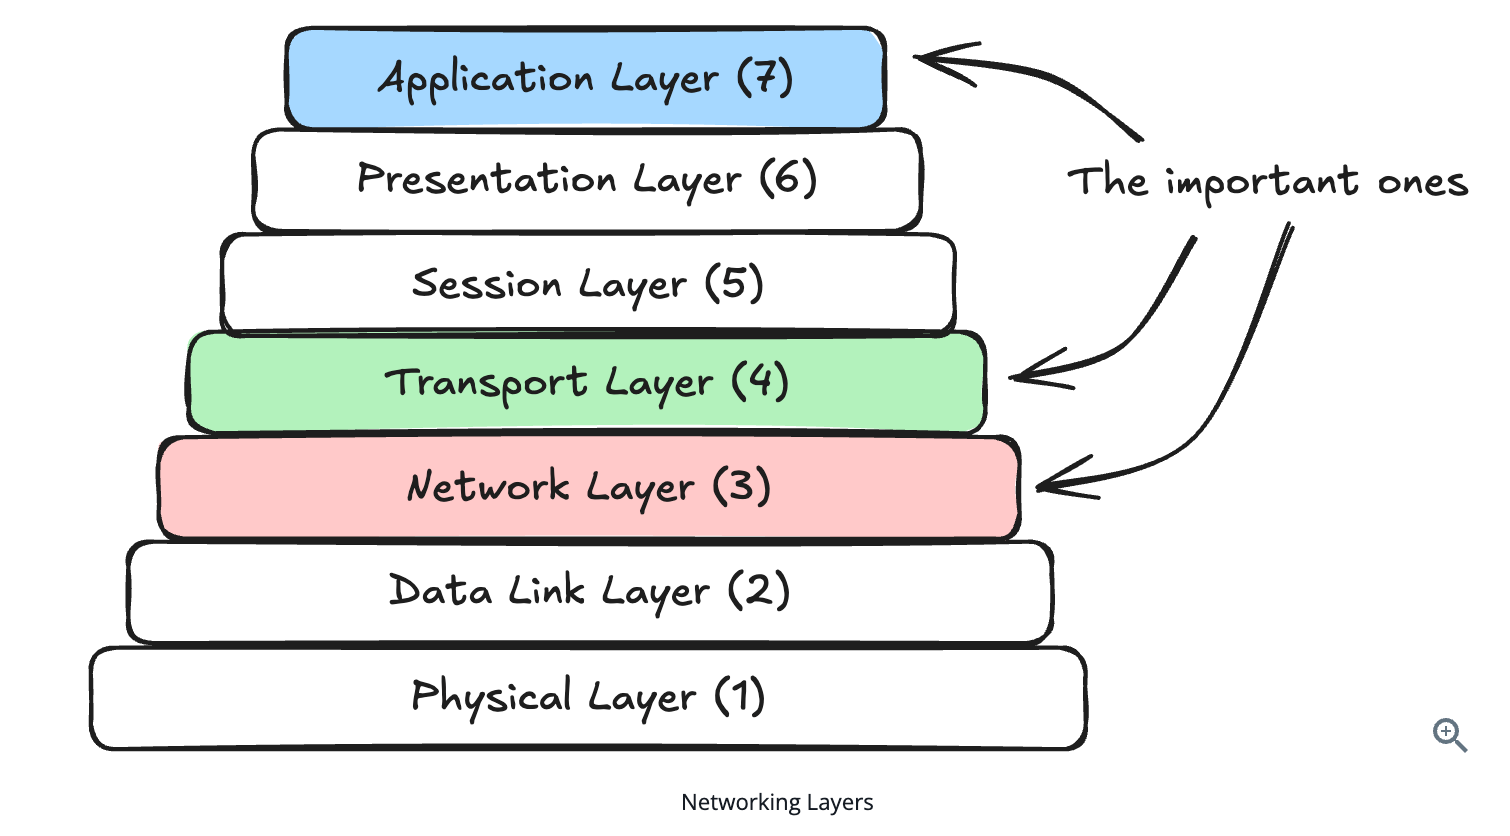 Application Layer (7)
Presentation Layer (6)
The important ones
Session Layer (5)
Transport Layer (4)
Network Layer (3)
Data Link Layer (2)
Physical Layer (1)
Networking Layers